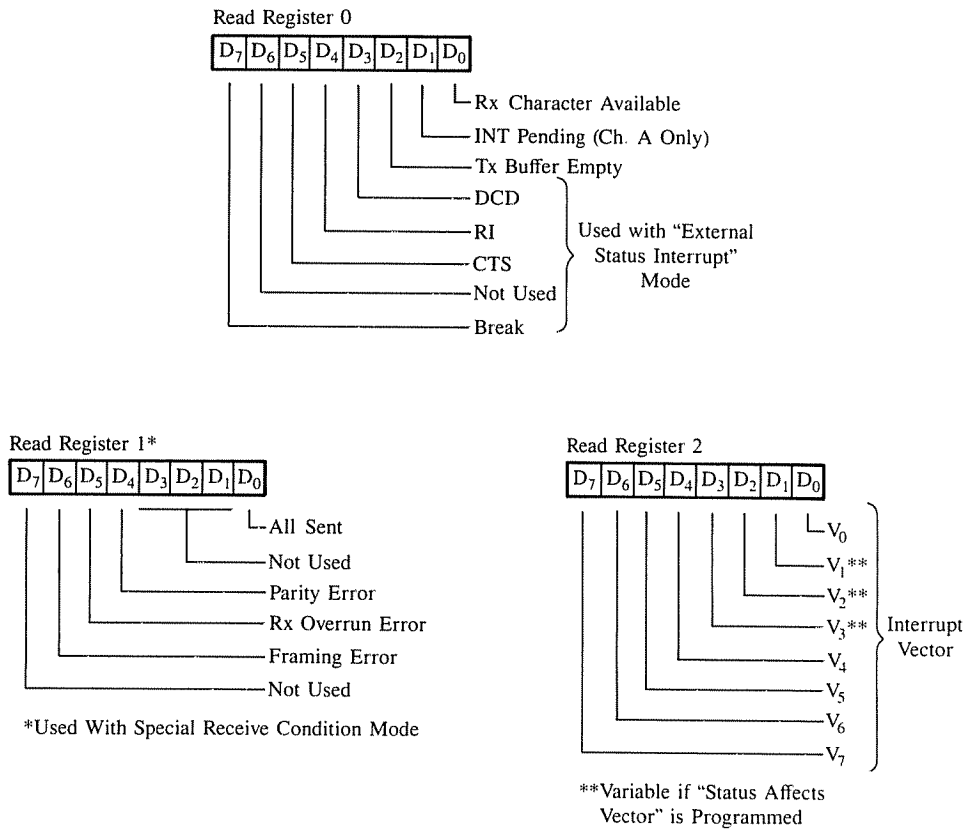 Read Register 0
D7 D6 D5 D4 D3 D2 D1 D0
Rx Character Available
INT Pending (Ch. A Only)
Tx Buffer Empty
DCD
RI
CTS
Not Used
Break
Used with “External
Status Interrupt”
Mode
Read Register 1*
D7 D6 D5 D4 D3 D2 D1 D0
All Sent
Not Used
Parity Error
Rx Overrun Error
Framing Error
Not Used
*Used With Special Receive Condition Mode
Read Register 2
D7 D6 D5 D4 D3 D2 D1 D0
V0
V1**
V2**
V3**
V4
V5
V6
V7
Interrupt
Vector
**Variable if “Status Affects
Vector” is Programmed